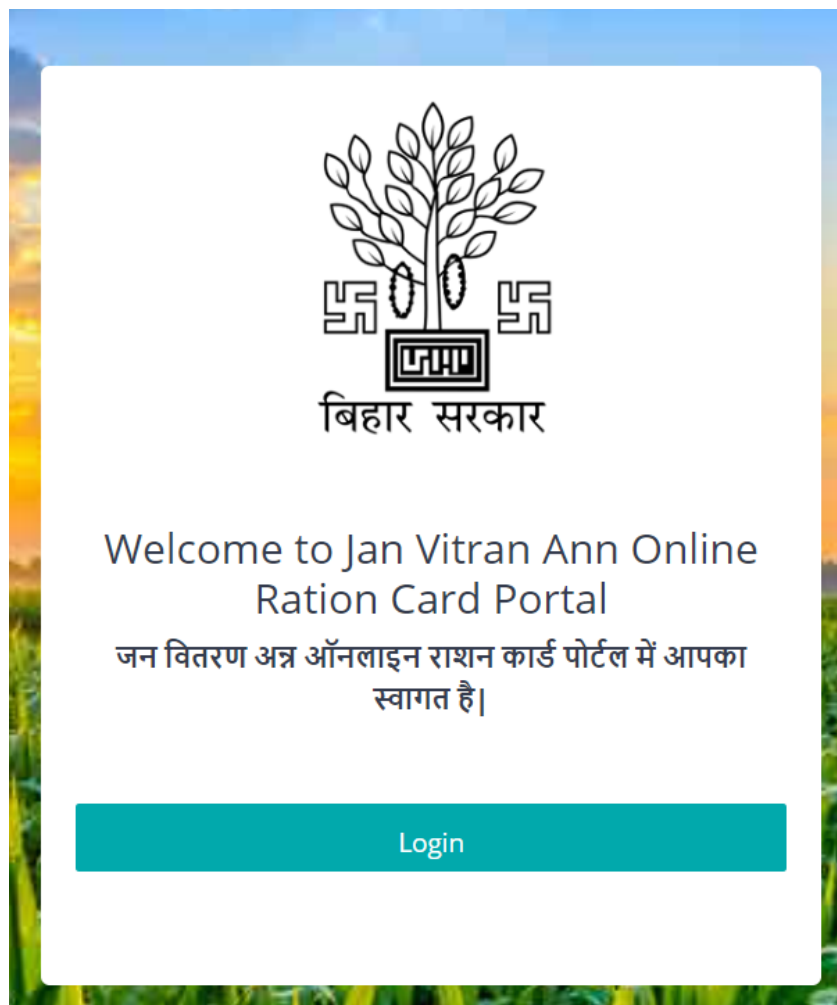 बिहार सरकार
Welcome to Jan Vitran Ann Online
Ration Card Portal
जन वितरण अन्न ऑनलाइन राशन कार्ड पोर्टल में आपका
स्वागत है|
Login